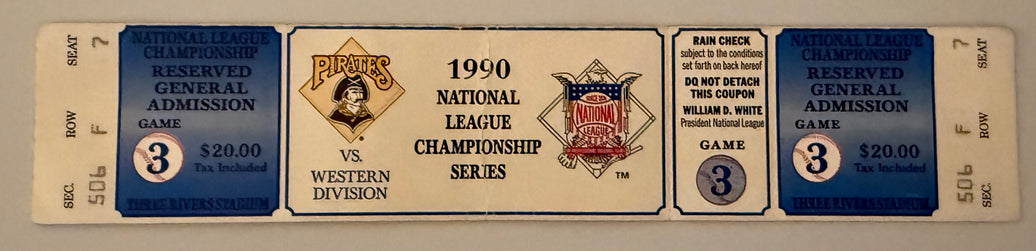 SEAT 7
ROW F
SEC. 506
NATIONAL LEAGUE
CHAMPIONSHIP
RESERVED
GENERAL
ADMISSION
GAME
3
$20.00
Tax Included
THREE RIVERS STADIUM
PIRATES
VS.
WESTERN
DIVISION
1990
NATIONAL
LEAGUE
CHAMPIONSHIP
SERIES
SINCE 1876
NATIONAL
LEAGUE
TM
RAIN CHECK
subject to the conditions
set forth on back hereof
DO NOT DETACH
THIS COUPON
WILLIAM D. WHITE
President National League
GAME
3
NATIONAL LEAGUE
CHAMPIONSHIP
RESERVED
GENERAL
ADMISSION
GAME
3
$20.00
Tax Included
THREE RIVERS STADIUM
7 SEAT
F ROW
506 SEC.